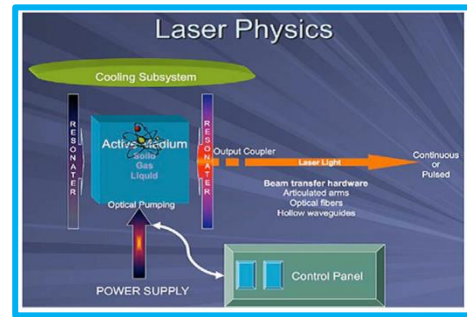 Laser Physics
Cooling Subsystem
RESONATER
Active Medium
Solid
Gas
Liquid
Optical Pumping
RESONATER
Output Coupler
Laser Light
Continuous
or
Pulsed
Beam transfer hardware
Articulated arms
Optical fibers
Hollow waveguides
POWER SUPPLY
Control Panel